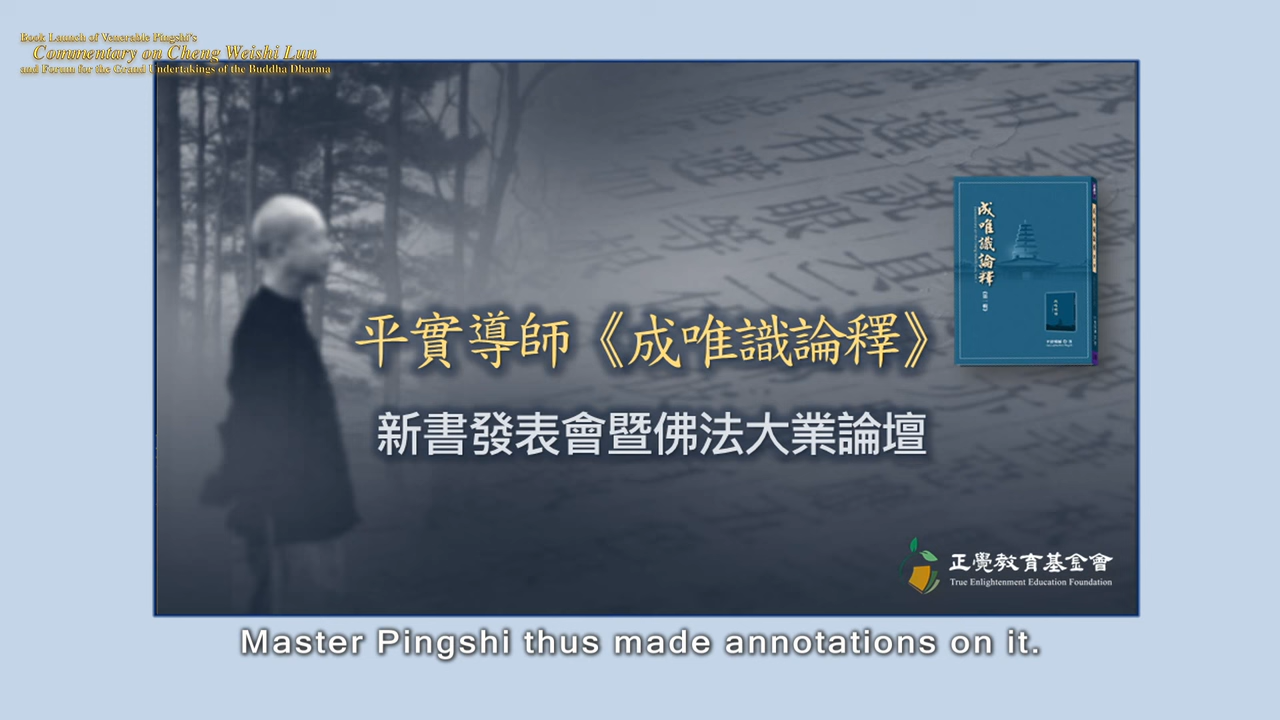 Book Launch of Venerable Pingshi's
Commentary on Cheng Weishi Lun
and Forum for the Grand Undertakings of the Buddha Dharma
成唯識論釋
平實導師《成唯識論釋》
新書發表會暨佛法大業論壇
正覺教育基金會
True Enlightenment Education Foundation
Master Pingshi thus made annotations on it.